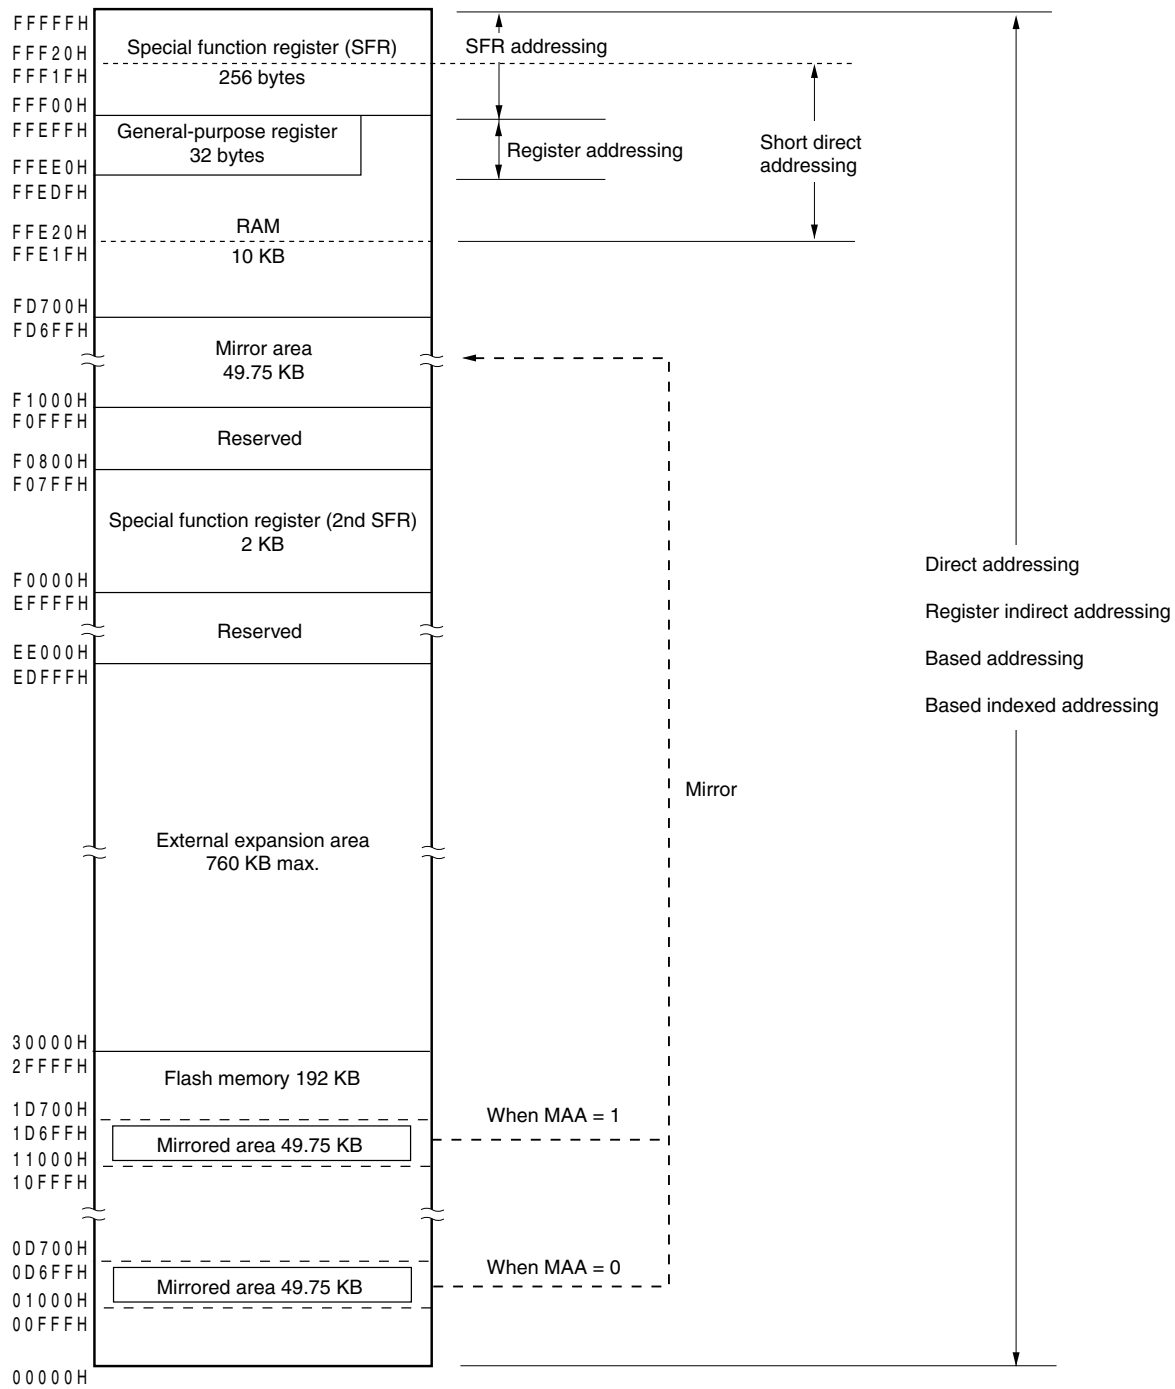 FFFFFH
Special function register (SFR)
256 bytes
SFR addressing
FFF20H
FFF1FH
FFF00H
FFEFFH
General-purpose register
32 bytes
Register addressing
Short direct
addressing
FFEE0H
FFEDFH
RAM
10 KB
FFE20H
FFE1FH
FD700H
FD6FFH
Mirror area
49.75 KB
F1000H
F0FFFH
Reserved
F0800H
F07FFH
Special function register (2nd SFR)
2 KB
F0000H
EFFFFH
Reserved
EE000H
EDFFFH
Direct addressing
Register indirect addressing
Based addressing
Based indexed addressing
Mirror
External expansion area
760 KB max.
30000H
2FFFFH
Flash memory 192 KB
1D700H
1D6FFH
Mirrored area 49.75 KB
When MAA = 1
11000H
10FFFH
0D700H
0D6FFH
Mirrored area 49.75 KB
When MAA = 0
01000H
00FFFH
00000H